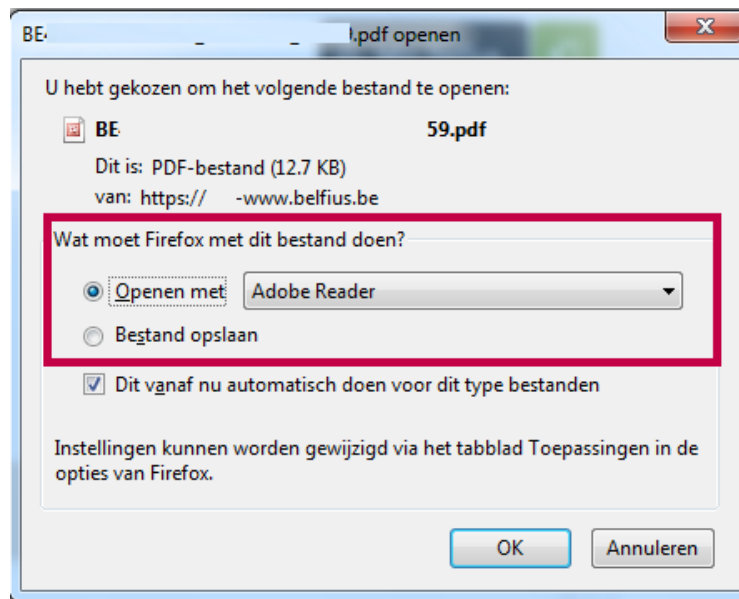 BE4 9.pdf openen
U hebt gekozen om het volgende bestand te openen:
BE 59.pdf
Dit is: PDF-bestand (12.7 KB)
van: https:// -www.belfius.be
Wat moet Firefox met dit bestand doen?
Openen met Adobe Reader
Bestand opslaan
Dit vanaf nu automatisch doen voor dit type bestanden
Instellingen kunnen worden gewijzigd via het tabblad Toepassingen in de
opties van Firefox.
OK Annuleren